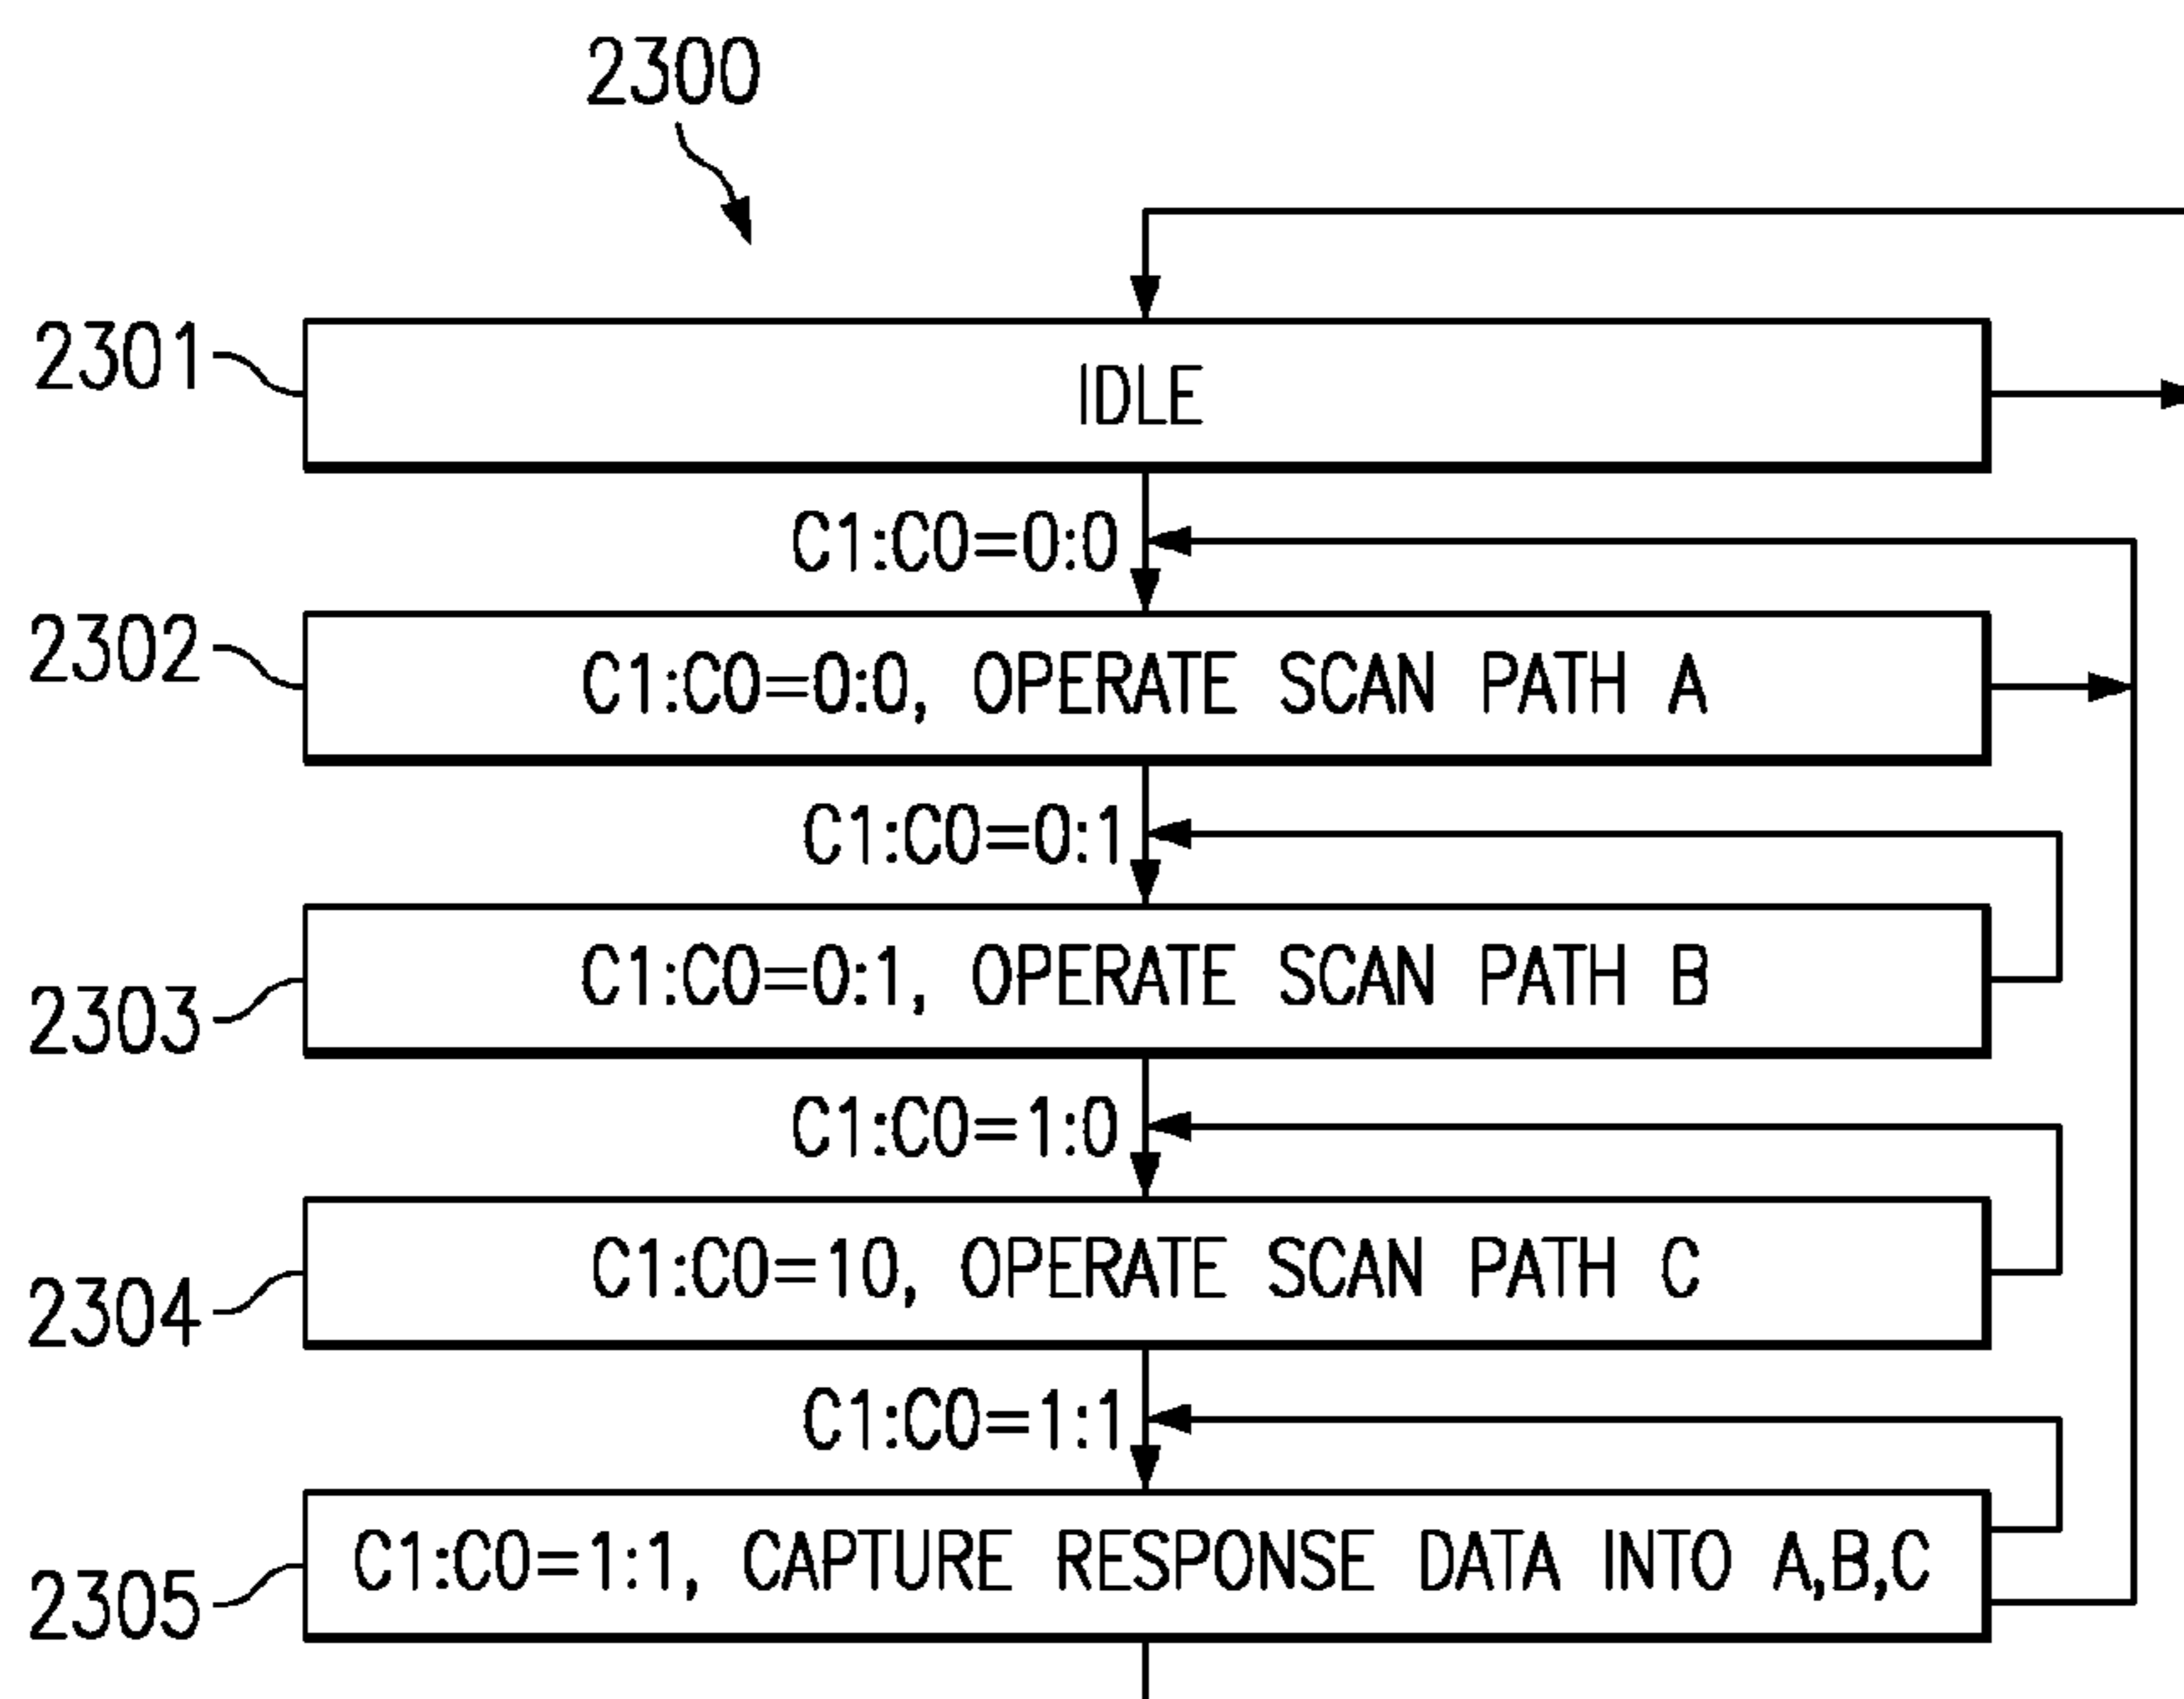 2300
2301
IDLE
C1:C0=0:0
2302
C1:C0=0:0, OPERATE SCAN PATH A
C1:C0=0:1
2303
C1:C0=0:1, OPERATE SCAN PATH B
C1:C0=1:0
2304
C1:C0=10, OPERATE SCAN PATH C
C1:C0=1:1
2305
C1:C0=1:1, CAPTURE RESPONSE DATA INTO A,B,C